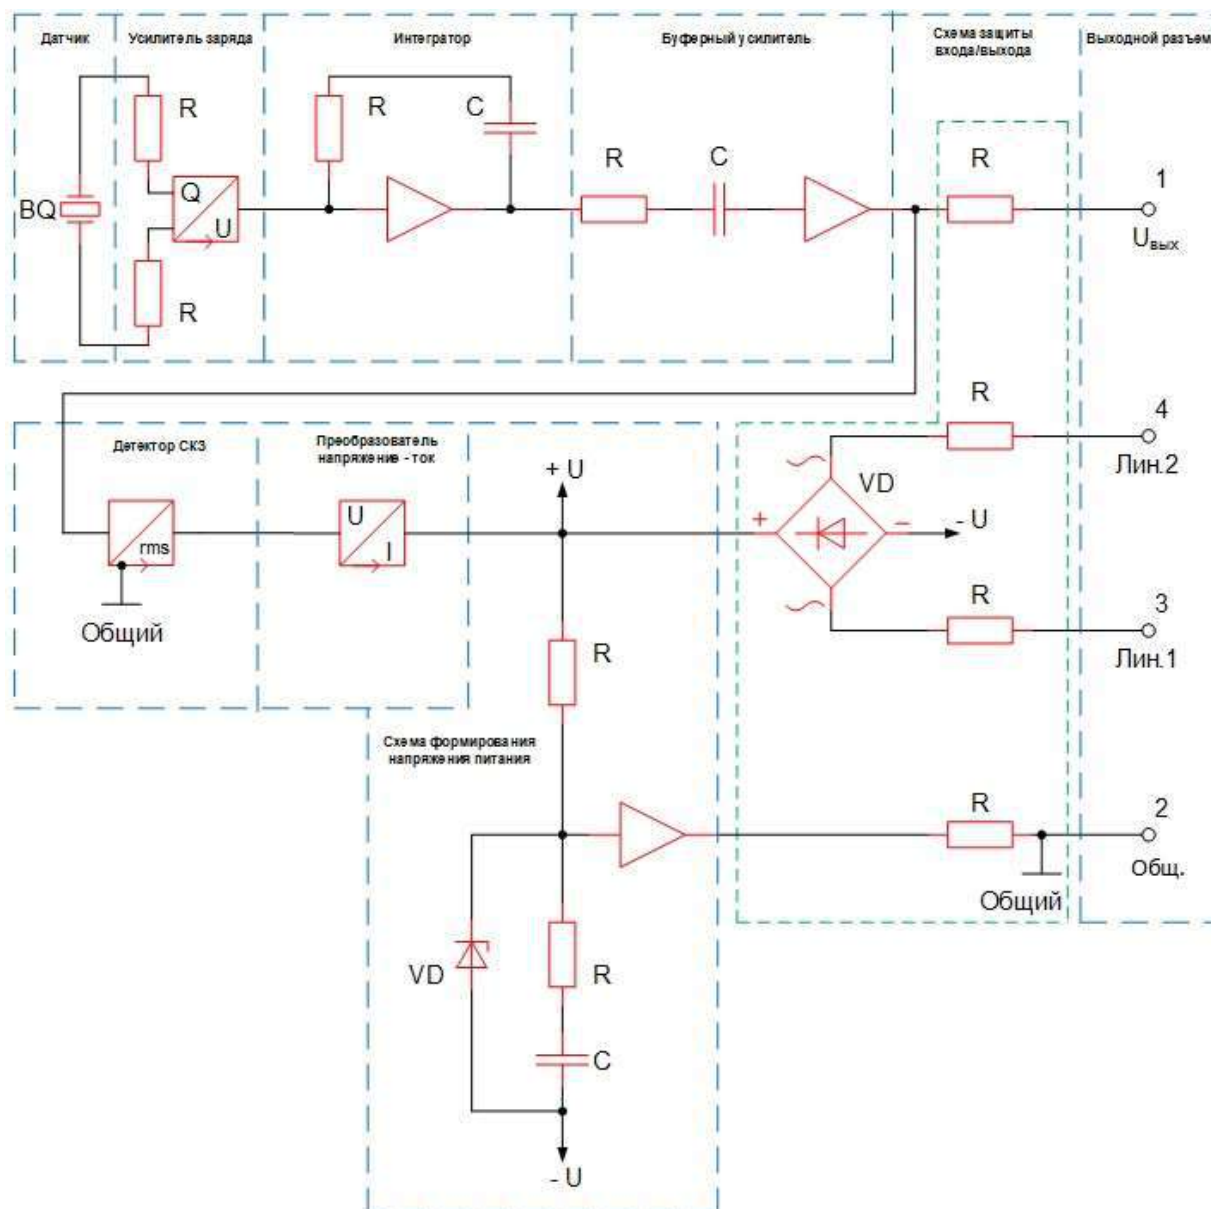 Датчик
Усилитель заряда
Интегратор
Буферный усилитель
Схема защиты
входа/выхода
Выходной разъем
R
R
C
R
C
R
1
BQ
Q
U
Uвых
R
R
4
Детектор СКЗ
Преобразователь
напряжение - ток
+ U
VD
Лин.2
U
+
–
- U
rms
I
R
3
Общий
R
Лин.1
Схема формирования
напряжения питания
R
2
Общ.
Общий
VD
R
C
- U